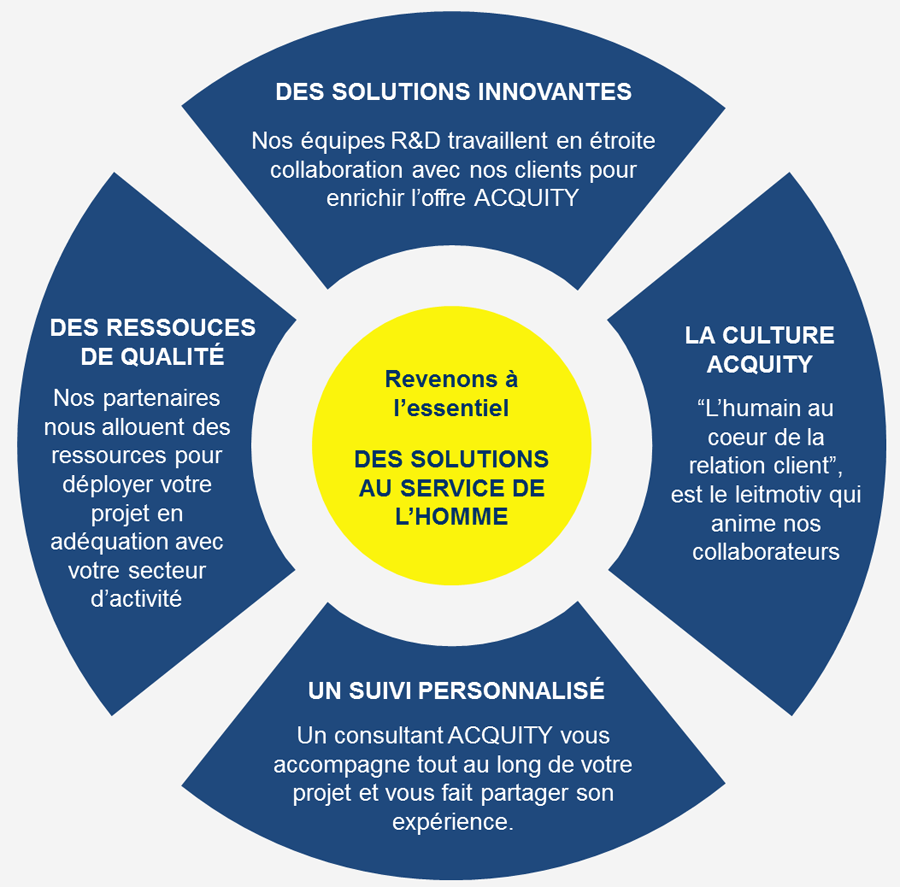 DES SOLUTIONS INNOVANTES
Nos équipes R&D travaillent en étroite
collaboration avec nos clients pour
enrichir l’offre ACQUITY
DES RESSOUCES
DE QUALITÉ
Nos partenaires
nous allouent des
ressources pour
déployer votre
projet en
adéquation avec
votre secteur
d’activité
Revenons à
l’essentiel
DES SOLUTIONS
AU SERVICE DE
L’HOMME
LA CULTURE
ACQUITY
“L’humain au
coeur de la
relation client”,
est le leitmotiv qui
anime nos
collaborateurs
UN SUIVI PERSONNALISÉ
Un consultant ACQUITY vous
accompagne tout au long de votre
projet et vous fait partager son
expérience.